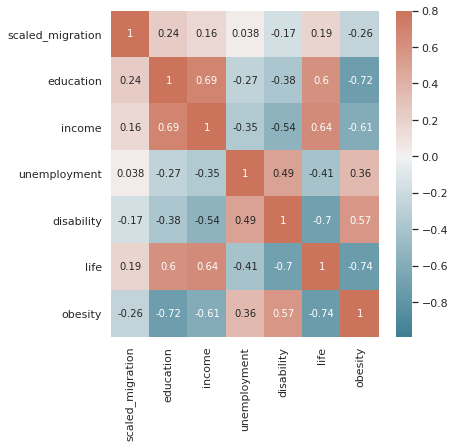 scaled_migration 1 0.24 0.16 0.038 -0.17 0.19 -0.26
education 0.24 1 0.69 -0.27 -0.38 0.6 -0.72
income 0.16 0.69 1 -0.35 -0.54 0.64 -0.61
unemployment 0.038 -0.27 -0.35 1 0.49 -0.41 0.36
disability -0.17 -0.38 -0.54 0.49 1 -0.7 0.57
life 0.19 0.6 0.64 -0.41 -0.7 1 -0.74
obesity -0.26 -0.72 -0.61 0.36 0.57 -0.74 1
scaled_migration
education
income
unemployment
disability
life
obesity
0.8
0.6
0.4
0.2
0.0
−0.2
−0.4
−0.6
−0.8